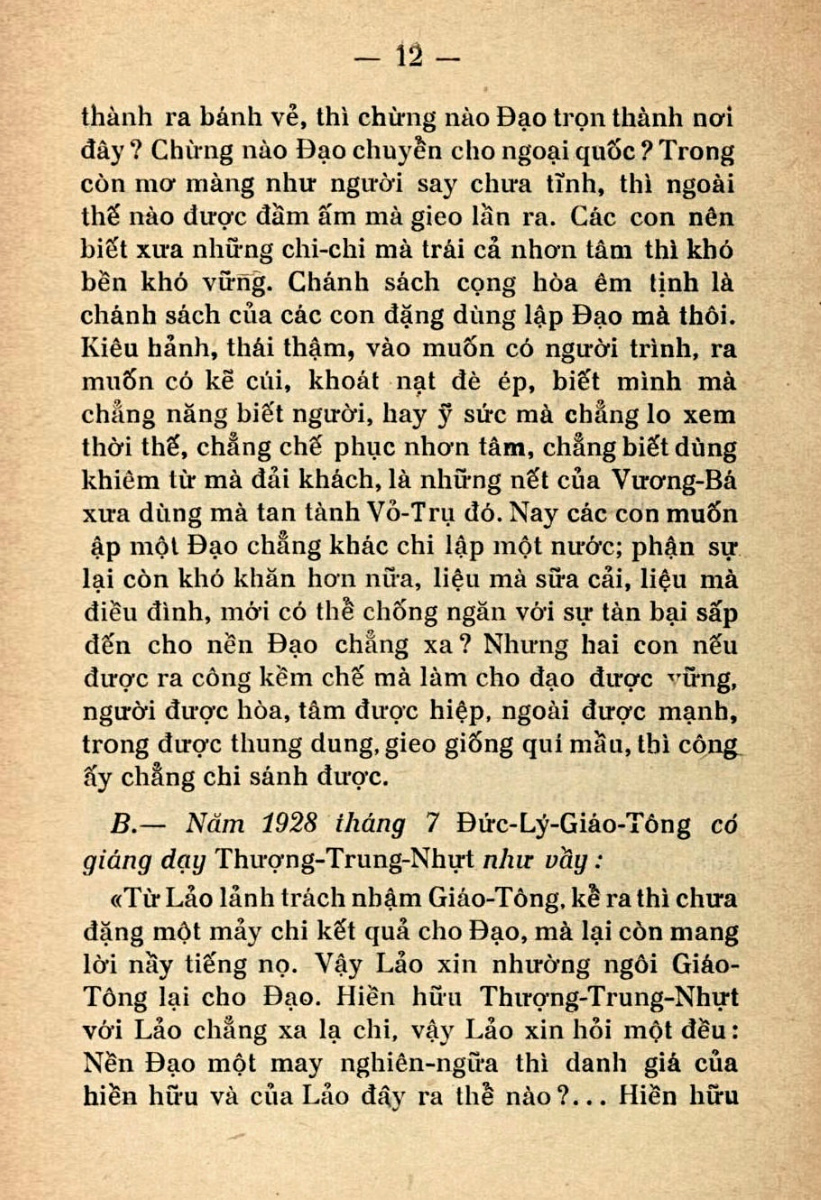 — 12 —
thành ra bánh vẻ, thì chừng nào Đạo trọn thành nơi
đây? Chừng nào Đạo chuyển cho ngoại quốc? Trong
còn mơ màng như người say chưa tĩnh, thì ngoài
thế nào được đầm ấm mà gieo lần ra. Các con nên
biết xưa những chi-chi mà trái cả nhơn tâm thì khó
bền khó vững. Chánh sách cọng hòa êm tịnh là
chánh sách của các con đặng dùng lập Đạo mà thôi.
Kiêu hảnh, thái thậm, vào muốn có người trình, ra
muốn có kẽ cúi, khoát nạt đè ép, biết mình mà
chẳng năng biết người, hay ỹ sức mà chẳng lo xem
thời thế, chẳng chế phục nhơn tâm, chẳng biết dùng
khiêm từ mà đải khách, là những nết của Vương-Bá
xưa dùng mà tan tành Vỏ-Trụ đó. Nay các con muốn
ập một Đạo chẳng khác chi lập một nước; phận sự
lại còn khó khăn hơn nữa, liệu mà sữa cải, liệu mà
điều đình, mới có thể chống ngăn với sự tàn bại sấp
đến cho nền Đạo chẳng xa? Nhưng hai con nếu
được ra công kềm chế mà làm cho đạo được vững,
người được hòa, tâm được hiệp, ngoài được mạnh,
trong được thung dung, gieo giống quí mầu, thì công
ấy chẳng chi sánh được.
B.— Năm 1928 tháng 7 Đức-Lý-Giáo-Tông có
giáng dạy Thượng-Trung-Nhựt như vầy :
«Từ Lảo lảnh trách nhậm Giáo-Tông, kể ra thì chưa
đặng một mảy chi kết quả cho Đạo, mà lại còn mang
lời nầy tiếng nọ. Vậy Lảo xin nhường ngôi Giáo-
Tông lại cho Đạo. Hiền hữu Thượng-Trung-Nhựt
với Lảo chẳng xa lạ chi, vậy Lảo xin hỏi một đều:
Nền Đạo một may nghiên-ngữa thì danh giá của
hiền hữu và của Lảo đây ra thể nào?... Hiền hữu